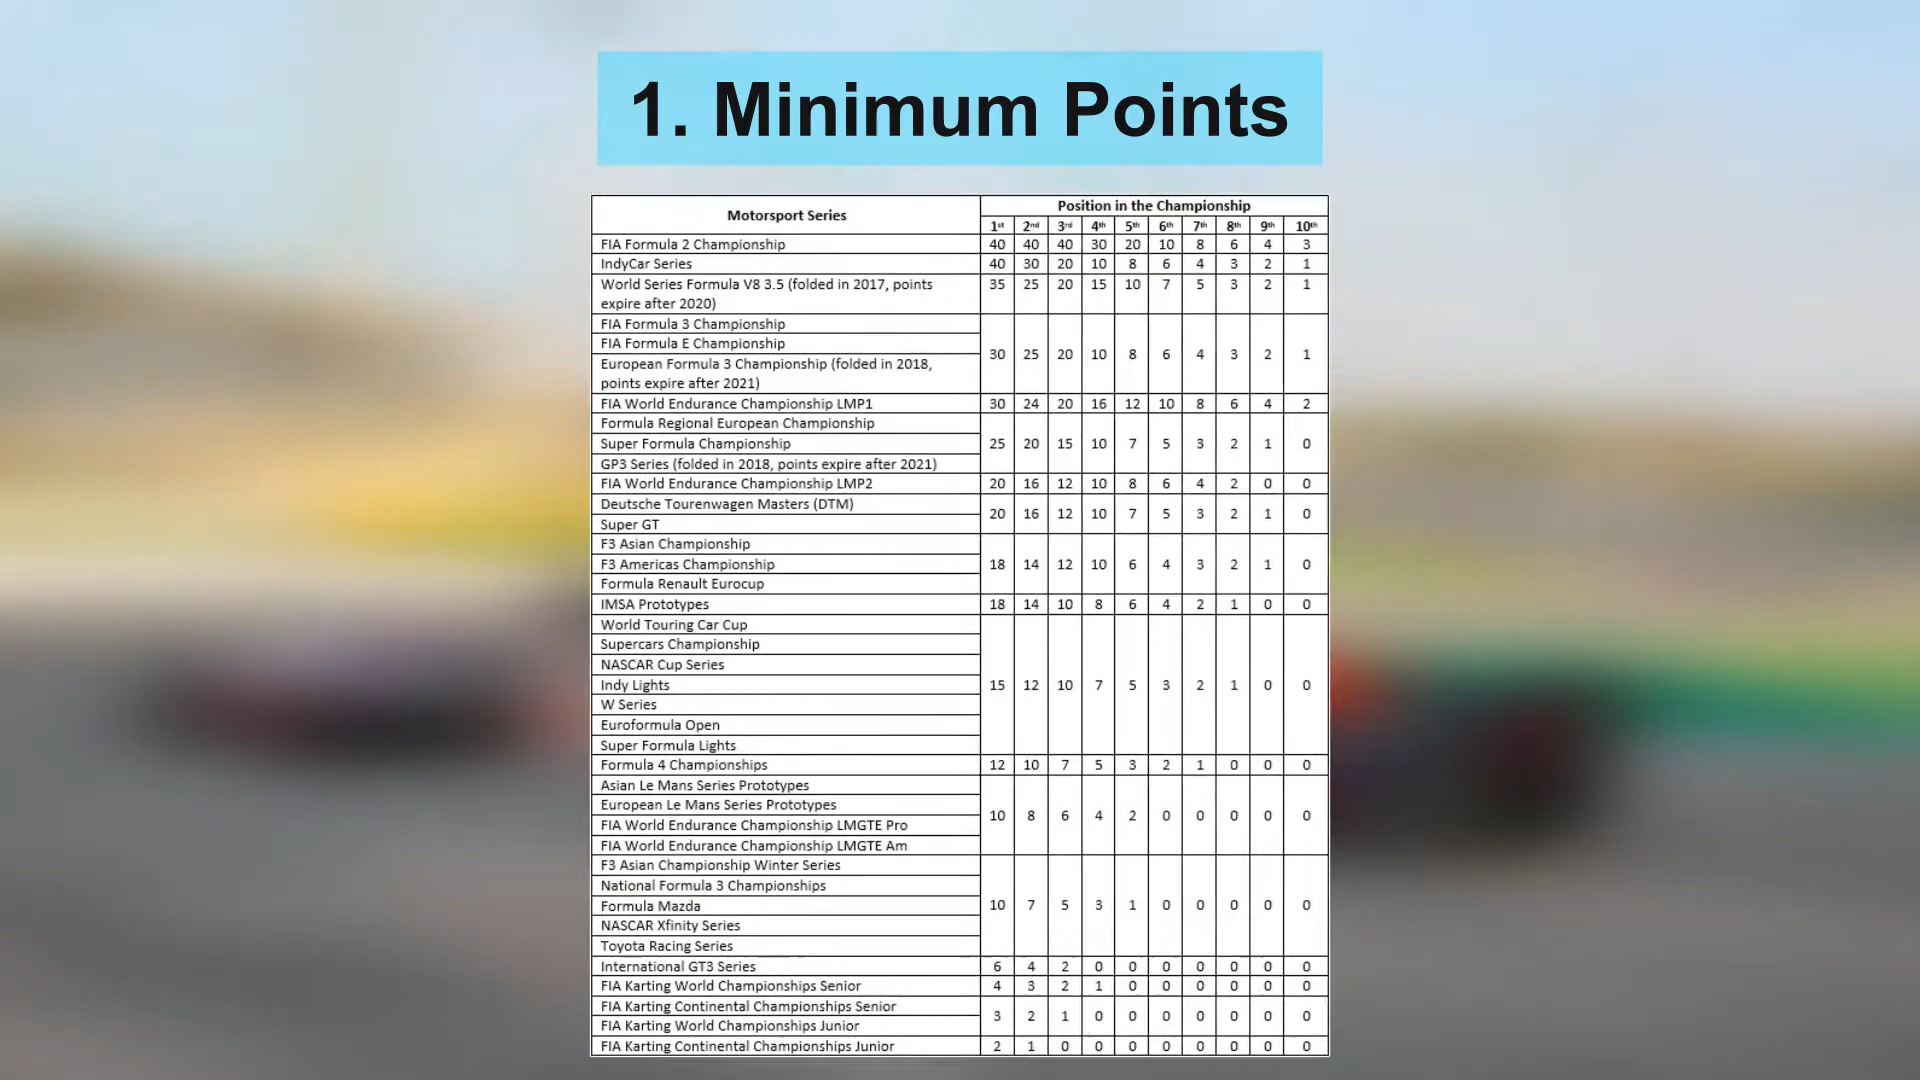 1. Minimum Points
Motorsport Series
Position in the Championship
1st 2nd 3rd 4th 5th 6th 7th 8th 9th 10th
FIA Formula 2 Championship 40 40 40 30 20 10 8 6 4 3
IndyCar Series 40 30 20 10 8 6 4 3 2 1
World Series Formula V8 3.5 (folded in 2017, points 35 25 20 15 10 7 5 3 2 1
expire after 2020)
FIA Formula 3 Championship
FIA Formula E Championship
30 25 20 10 8 6 4 3 2 1
European Formula 3 Championship (folded in 2018,
points expire after 2021)
FIA World Endurance Championship LMP1 30 24 20 16 12 10 8 6 4 2
Formula Regional European Championship
Super Formula Championship 25 20 15 10 7 5 3 2 1 0
GP3 Series (folded in 2018, points expire after 2021)
FIA World Endurance Championship LMP2 20 16 12 10 8 6 4 2 0 0
Deutsche Tourenwagen Masters (DTM)
20 16 12 10 7 5 3 2 1 0
Super GT
F3 Asian Championship
F3 Americas Championship 18 14 12 10 6 4 3 2 1 0
Formula Renault Eurocup
IMSA Prototypes 18 14 10 8 6 4 2 1 0 0
World Touring Car Cup
Supercars Championship
NASCAR Cup Series
Indy Lights 15 12 10 7 5 3 2 1 0 0
W Series
Euroformula Open
Super Formula Lights
Formula 4 Championships 12 10 7 5 3 2 1 0 0 0
Asian Le Mans Series Prototypes
European Le Mans Series Prototypes
10 8 6 4 2 0 0 0 0 0
FIA World Endurance Championship LMGTE Pro
FIA World Endurance Championship LMGTE Am
F3 Asian Championship Winter Series
National Formula 3 Championships
Formula Mazda 10 7 5 3 1 0 0 0 0 0
NASCAR Xfinity Series
Toyota Racing Series
International GT3 Series 6 4 2 0 0 0 0 0 0 0
FIA Karting World Championships Senior 4 3 2 1 0 0 0 0 0 0
FIA Karting Continental Championships Senior
3 2 1 0 0 0 0 0 0 0
FIA Karting World Championships Junior
FIA Karting Continental Championships Junior 2 1 0 0 0 0 0 0 0 0